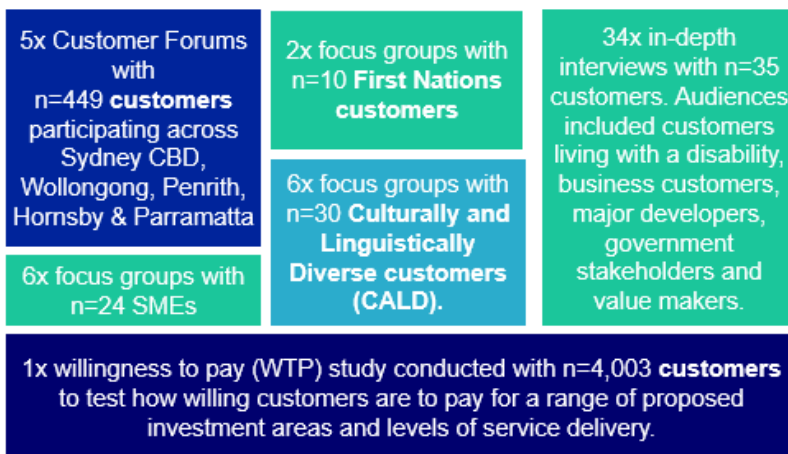 5x Customer Forums
with
n=449 customers
participating across
Sydney CBD,
Wollongong, Penrith,
Hornsby & Parramatta
6x focus groups with
n=24 SMEs
2x focus groups with
n=10 First Nations
customers
6x focus groups with
n=30 Culturally and
Linguistically
Diverse customers
(CALD).
34x in-depth
interviews with n=35
customers. Audiences
included customers
living with a disability,
business customers,
major developers,
government
stakeholders and
value makers.
1x willingness to pay (WTP) study conducted with n=4,003 customers
to test how willing customers are to pay for a range of proposed
investment areas and levels of service delivery.